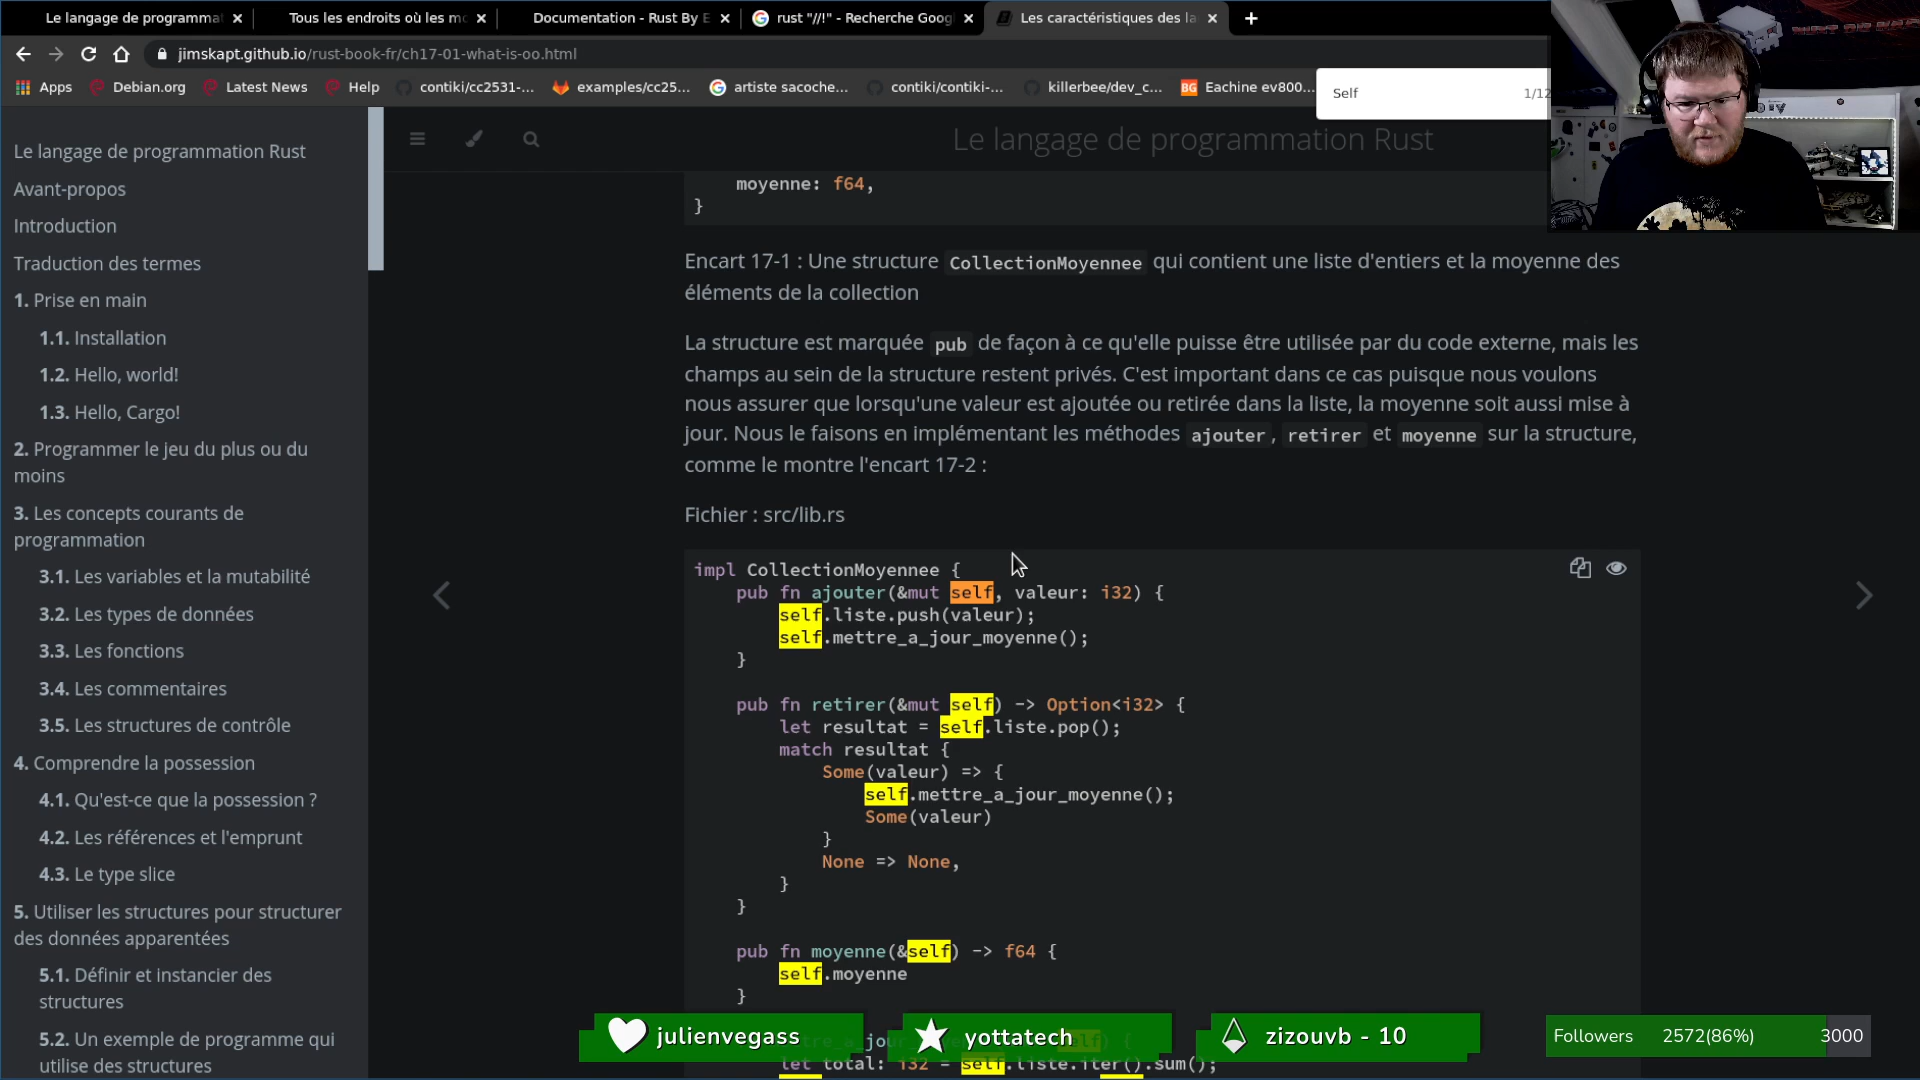 Le langage de programma
Tous les endroits où les mo
Documentation - Rust By E
rust "//!" - Recherche Goog
Les caractéristiques des la
jimskapt.github.io/rust-book-fr/ch17-01-what-is-oo.html
Apps
Debian.org
Latest News
Help
contiki/cc2531-...
examples/cc25...
artiste sacoche...
contiki/contiki-...
killerbee/dev_c...
BG
Eachine ev800...
Self
1/12
Le langage de programmation Rust
Avant-propos
Introduction
Traduction des termes
1. Prise en main
1.1. Installation
1.2. Hello, world!
1.3. Hello, Cargo!
2. Programmer le jeu du plus ou du
moins
3. Les concepts courants de
programmation
3.1. Les variables et la mutabilité
3.2. Les types de données
3.3. Les fonctions
3.4. Les commentaires
3.5. Les structures de contrôle
4. Comprendre la possession
4.1. Qu'est-ce que la possession ?
4.2. Les références et l'emprunt
4.3. Le type slice
5. Utiliser les structures pour structurer
des données apparentées
5.1. Définir et instancier des
structures
5.2. Un exemple de programme qui
utilise des structures
Le langage de programmation Rust
moyenne: f64,
}
Encart 17-1 : Une structure CollectionMoyennee qui contient une liste d'entiers et la moyenne des
éléments de la collection
La structure est marquée pub de façon à ce qu'elle puisse être utilisée par du code externe, mais les
champs au sein de la structure restent privés. C'est important dans ce cas puisque nous voulons
nous assurer que lorsqu'une valeur est ajoutée ou retirée dans la liste, la moyenne soit aussi mise à
jour. Nous le faisons en implémentant les méthodes ajouter, retirer et moyenne sur la structure,
comme le montre l'encart 17-2 :
Fichier : src/lib.rs
impl CollectionMoyennee {
pub fn ajouter(&mut self, valeur: i32) {
self.liste.push(valeur);
self.mettre_a_jour_moyenne();
}
pub fn retirer(&mut self) -> Option<i32> {
let resultat = self.liste.pop();
match resultat {
Some(valeur) => {
self.mettre_a_jour_moyenne();
Some(valeur)
}
None => None,
}
}
pub fn moyenne(&self) -> f64 {
self.moyenne
}
let total: i32 = self.liste.iter().sum();
julienvegass
yottatech
zizouvb - 10
Followers 2572(86%) 3000